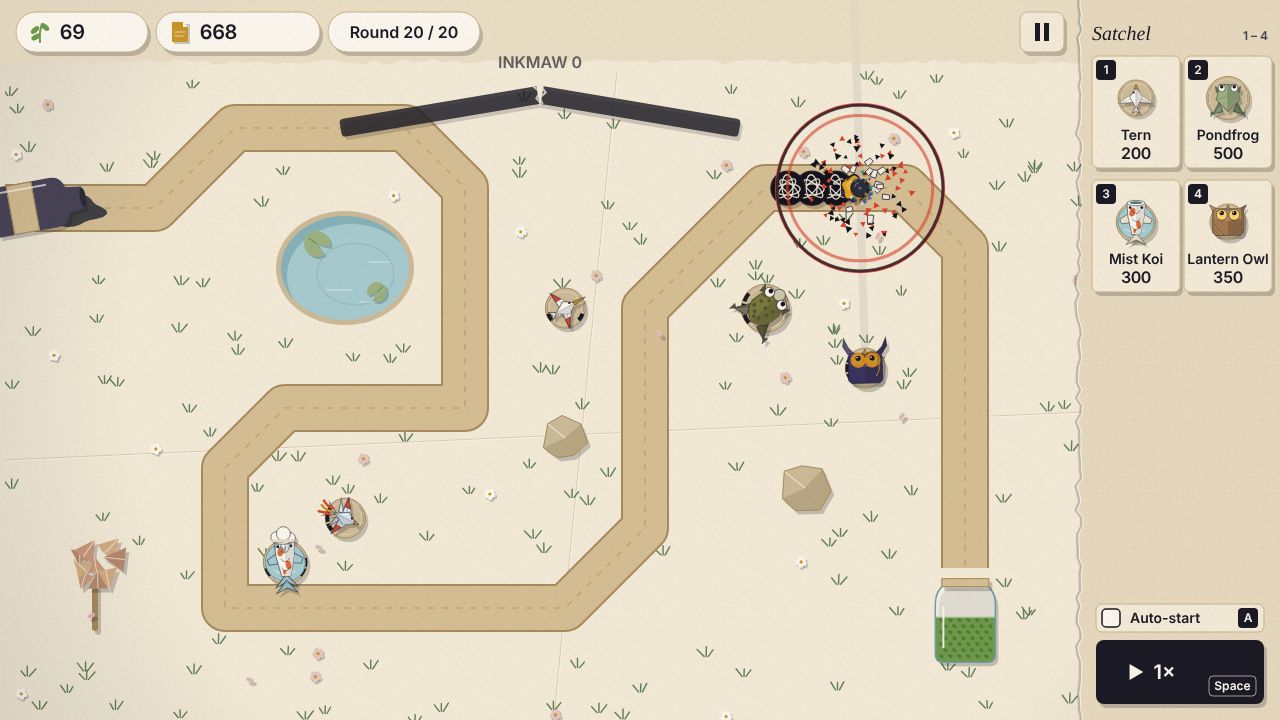 69
668
Round 20 / 20
INKMAW 0
Satchel
1 – 4
1
Tern
200
2
Pondfrog
500
3
Mist Koi
300
4
Lantern Owl
350
Auto-start
A
1×
Space